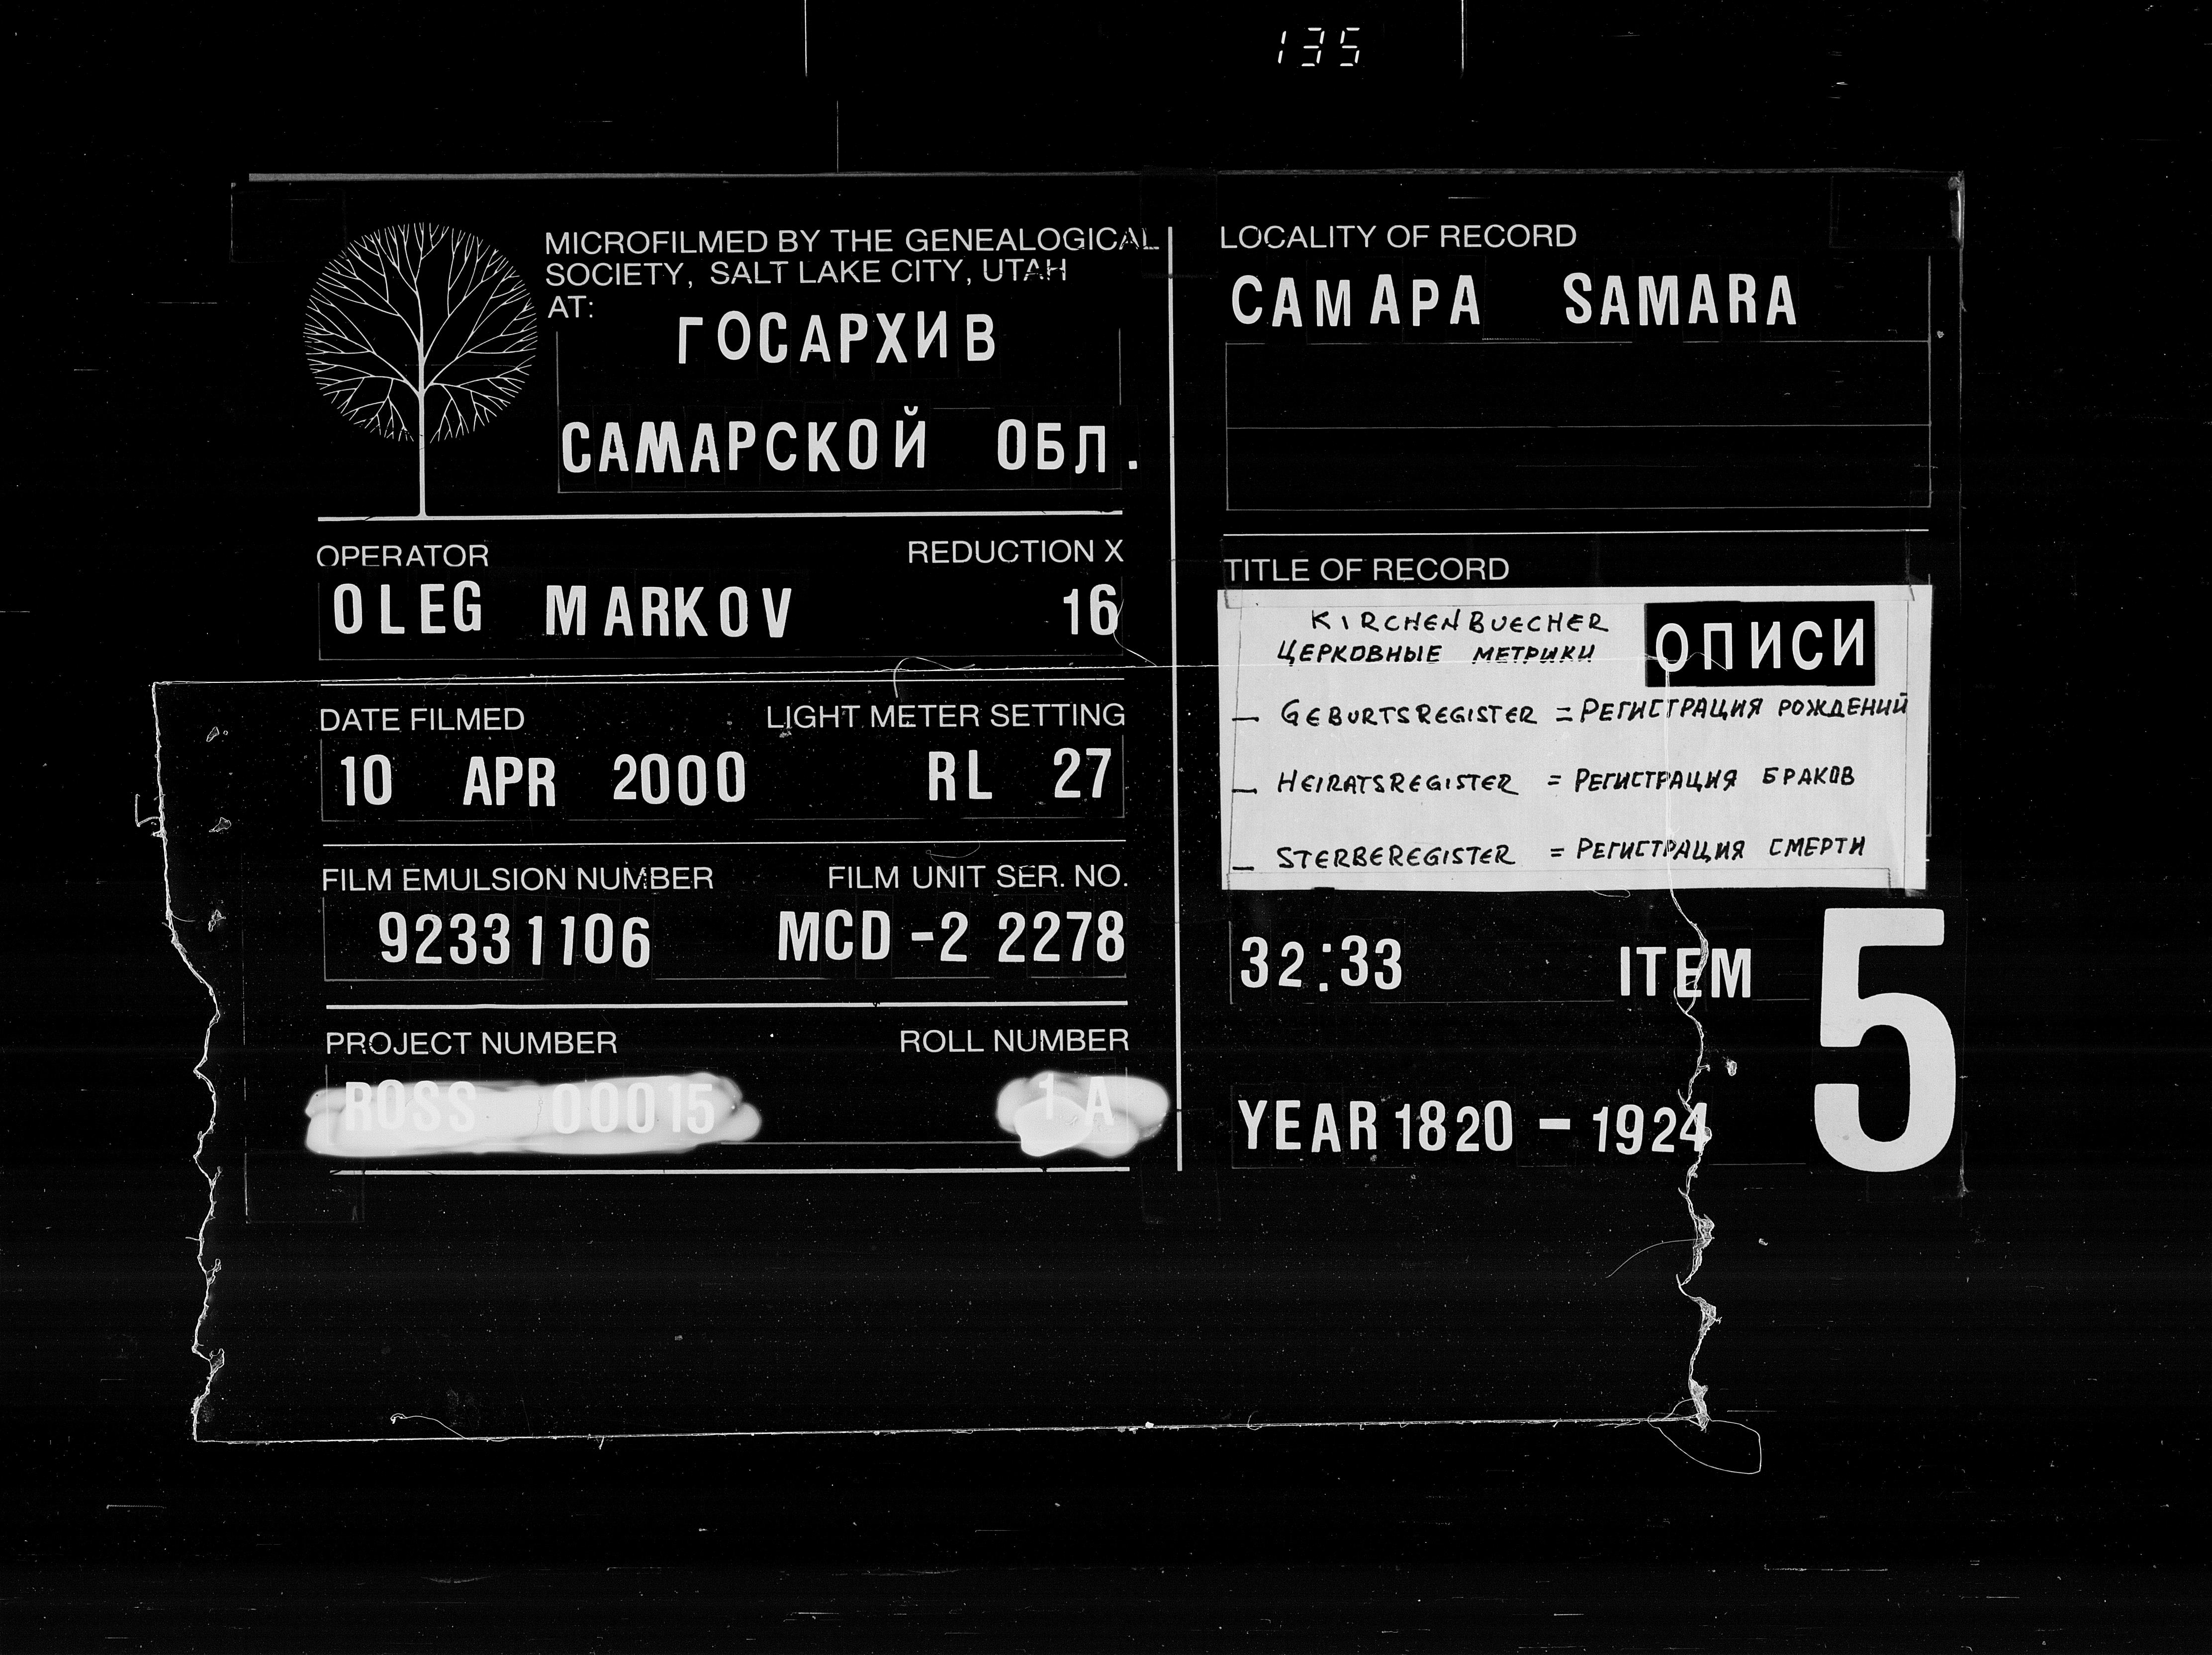 135
MICROFILMED BY THE GENEALOGICAL
SOCIETY, SALT LAKE CITY, UTAH
AT:
ГОСАРХИВ
САМАРСКОЙ ОБЛ.
OPERATOR REDUCTION X
OLEG MARKOV 16
DATE FILMED LIGHT METER SETTING
10 APR 2000 RL 27
FILM EMULSION NUMBER FILM UNIT SER. NO.
92331106 MCD -2 2278
PROJECT NUMBER ROLL NUMBER
ROSS 00015 1 A
LOCALITY OF RECORD
САМАРА SAMARA
TITLE OF RECORD
KIRCHENBUECHER
ЦЕРКОВНЫЕ МЕТРИКИ
ОПИСИ
— GEBURTSREGISTER = РЕГИСТРАЦИЯ РОЖДЕНИЙ
— HEIRATSREGISTER = РЕГИСТРАЦИЯ БРАКОВ
— STERBEREGISTER = РЕГИСТРАЦИЯ СМЕРТИ
32:33 ITEM 5
YEAR 1820 - 1924